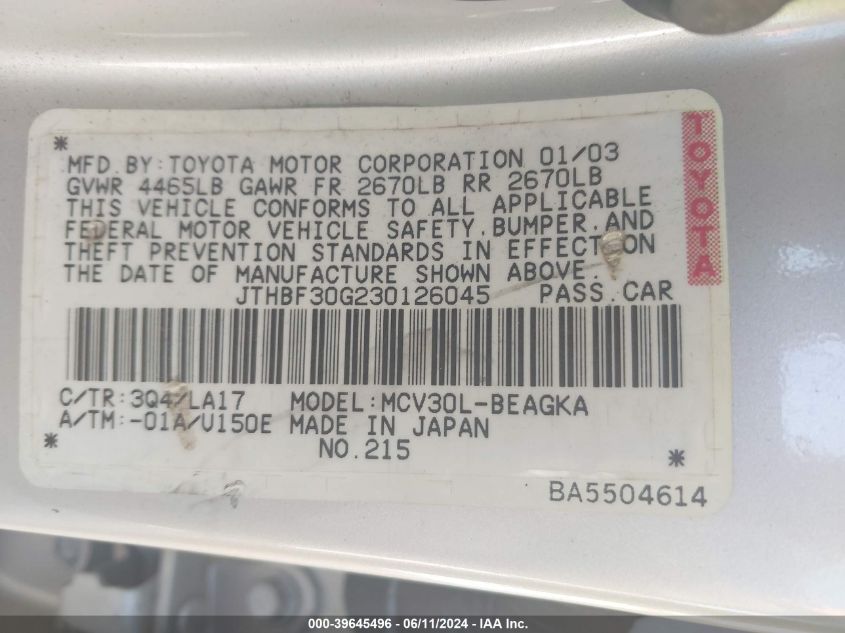 *
MFD.BY:TOYOTA MOTOR CORPORATION 01/03
GVWR 4465LB GAWR FR 2670LB RR 2670LB
THIS VEHICLE CONFORMS TO ALL APPLICABLE
FEDERAL MOTOR VEHICLE SAFETY,BUMPER,AND
THEFT PREVENTION STANDARDS IN EFFECT ON
THE DATE OF MANUFACTURE SHOWN ABOVE.
JTHBF30G230126045 PASS.CAR
TOYOTA
C/TR:3Q4/LA17 MODEL:MCV30L-BEAGKA
A/TM:-01A/U150E MADE IN JAPAN
* NO.215 *
BA5504614
000-39645496 - 06/11/2024 - IAAI Inc.